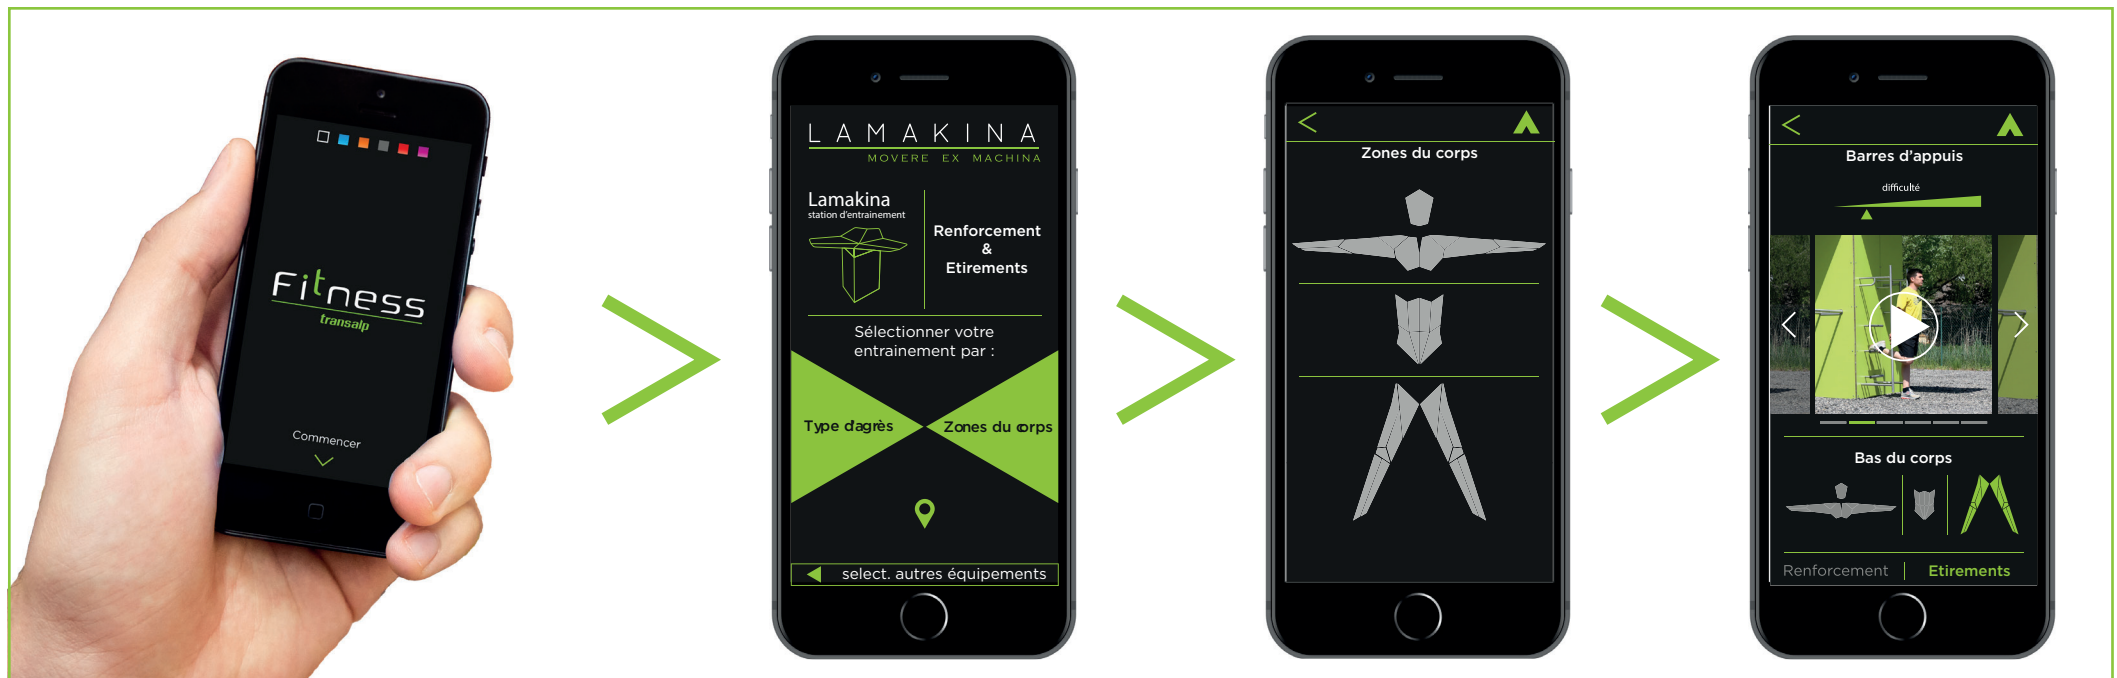 Fitness
transalp
Commencer
LAMAKINA
MOVERE EX MACHINA
Lamakina
station d'entrainement
Renforcement
&
Etirements
Sélectionner votre
entrainement par :
Type d'agrès
Zones du corps
select. autres équipements
Zones du corps
Barres d'appuis
difficulté
Bas du corps
Renforcement
Etirements